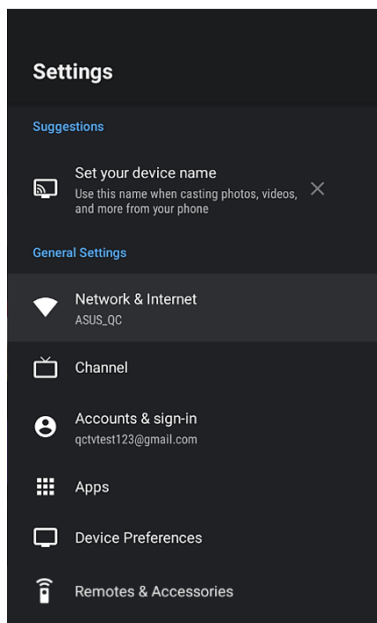 Settings
Suggestions
Set your device name
Use this name when casting photos, videos,
and more from your phone
General Settings
Network & Internet
ASUS_QC
Channel
Accounts & sign-in
qctvtest123@gmail.com
Apps
Device Preferences
Remotes & Accessories